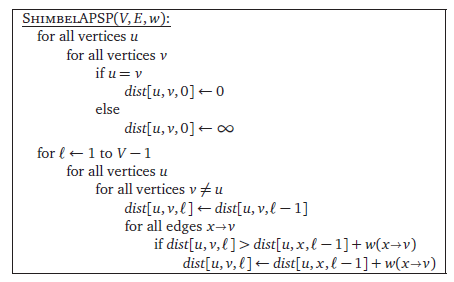 SHIMBELAPSP(V, E, w):
for all vertices u
for all vertices v
if u = v
dist[u, v, 0] ← 0
else
dist[u, v, 0] ← ∞
for ℓ ← 1 to V − 1
for all vertices u
for all vertices v ≠ u
dist[u, v, ℓ] ← dist[u, v, ℓ − 1]
for all edges x→v
if dist[u, v, ℓ] > dist[u, x, ℓ − 1] + w(x→v)
dist[u, v, ℓ] ← dist[u, x, ℓ − 1] + w(x→v)